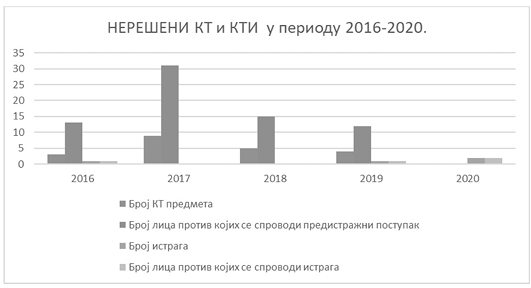 НЕРЕШЕНИ КТ и КТИ у периоду 2016-2020.
35
30
25
20
15
10
5
0
2016 2017 2018 2019 2020
Број КТ предмета
Број лица против којих се спроводи предистражни поступак
Број истрага
Број лица против којих се спроводи истрага